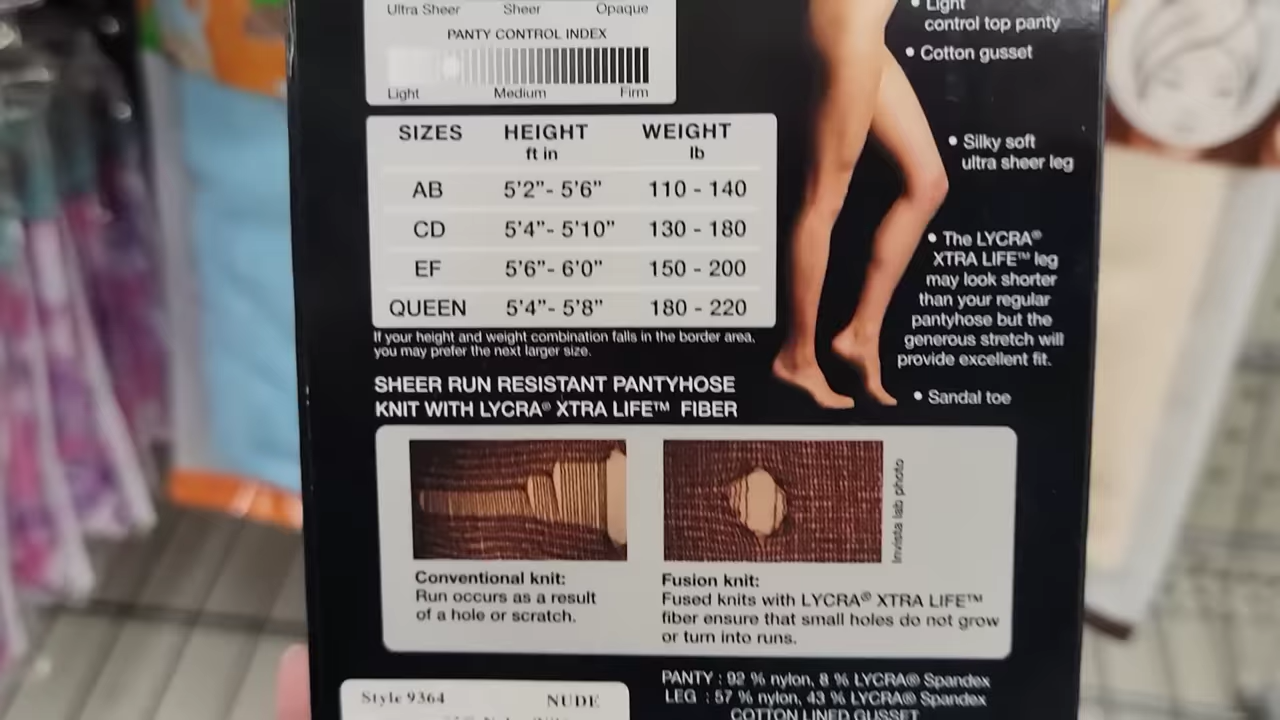 Ultra Sheer Sheer Opaque
PANTY CONTROL INDEX
Light Medium Firm
SIZES HEIGHT WEIGHT
ft in lb
AB 5'2"- 5'6" 110 - 140
CD 5'4"- 5'10" 130 - 180
EF 5'6"- 6'0" 150 - 200
QUEEN 5'4"- 5'8" 180 - 220
If your height and weight combination falls in the border area,
you may prefer the next larger size.
SHEER RUN RESISTANT PANTYHOSE
KNIT WITH LYCRA® XTRA LIFE™ FIBER
• Light
control top panty
• Cotton gusset
• Silky soft
ultra sheer leg
• The LYCRA®
XTRA LIFE™ leg
may look shorter
than your regular
pantyhose but the
generous stretch will
provide excellent fit.
• Sandal toe
Invista lab photo
Conventional knit:
Run occurs as a result
of a hole or scratch.
Fusion knit:
Fused knits with LYCRA® XTRA LIFE™
fiber ensure that small holes do not grow
or turn into runs.
PANTY : 92 % nylon, 8 % LYCRA® Spandex
LEG : 57 % nylon, 43 % LYCRA® Spandex
COTTON LINED GUSSET
Style 9364 NUDE